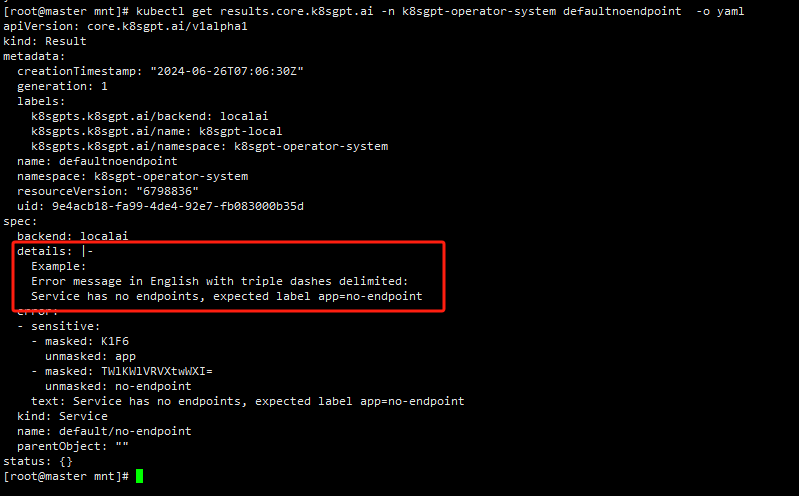 [root@master mnt]# kubectl get results.core.k8sgpt.ai -n k8sgpt-operator-system defaultnoendpoint  -o yaml
apiVersion: core.k8sgpt.ai/v1alpha1
kind: Result
metadata:
  creationTimestamp: "2024-06-26T07:06:30Z"
  generation: 1
  labels:
    k8sgpts.k8sgpt.ai/backend: localai
    k8sgpts.k8sgpt.ai/name: k8sgpt-local
    k8sgpts.k8sgpt.ai/namespace: k8sgpt-operator-system
  name: defaultnoendpoint
  namespace: k8sgpt-operator-system
  resourceVersion: "6798836"
  uid: 9e4acb18-fa99-4de4-92e7-fb083000b35d
spec:
  backend: localai
  details: |-
    Example:
    Error message in English with triple dashes delimited:
    Service has no endpoints, expected label app=no-endpoint
  error:
  - sensitive:
    - masked: K1F6
      unmasked: app
    - masked: TWlKWlVRVXtwWXI=
      unmasked: no-endpoint
    text: Service has no endpoints, expected label app=no-endpoint
  kind: Service
  name: default/no-endpoint
  parentObject: ""
status: {}
[root@master mnt]#